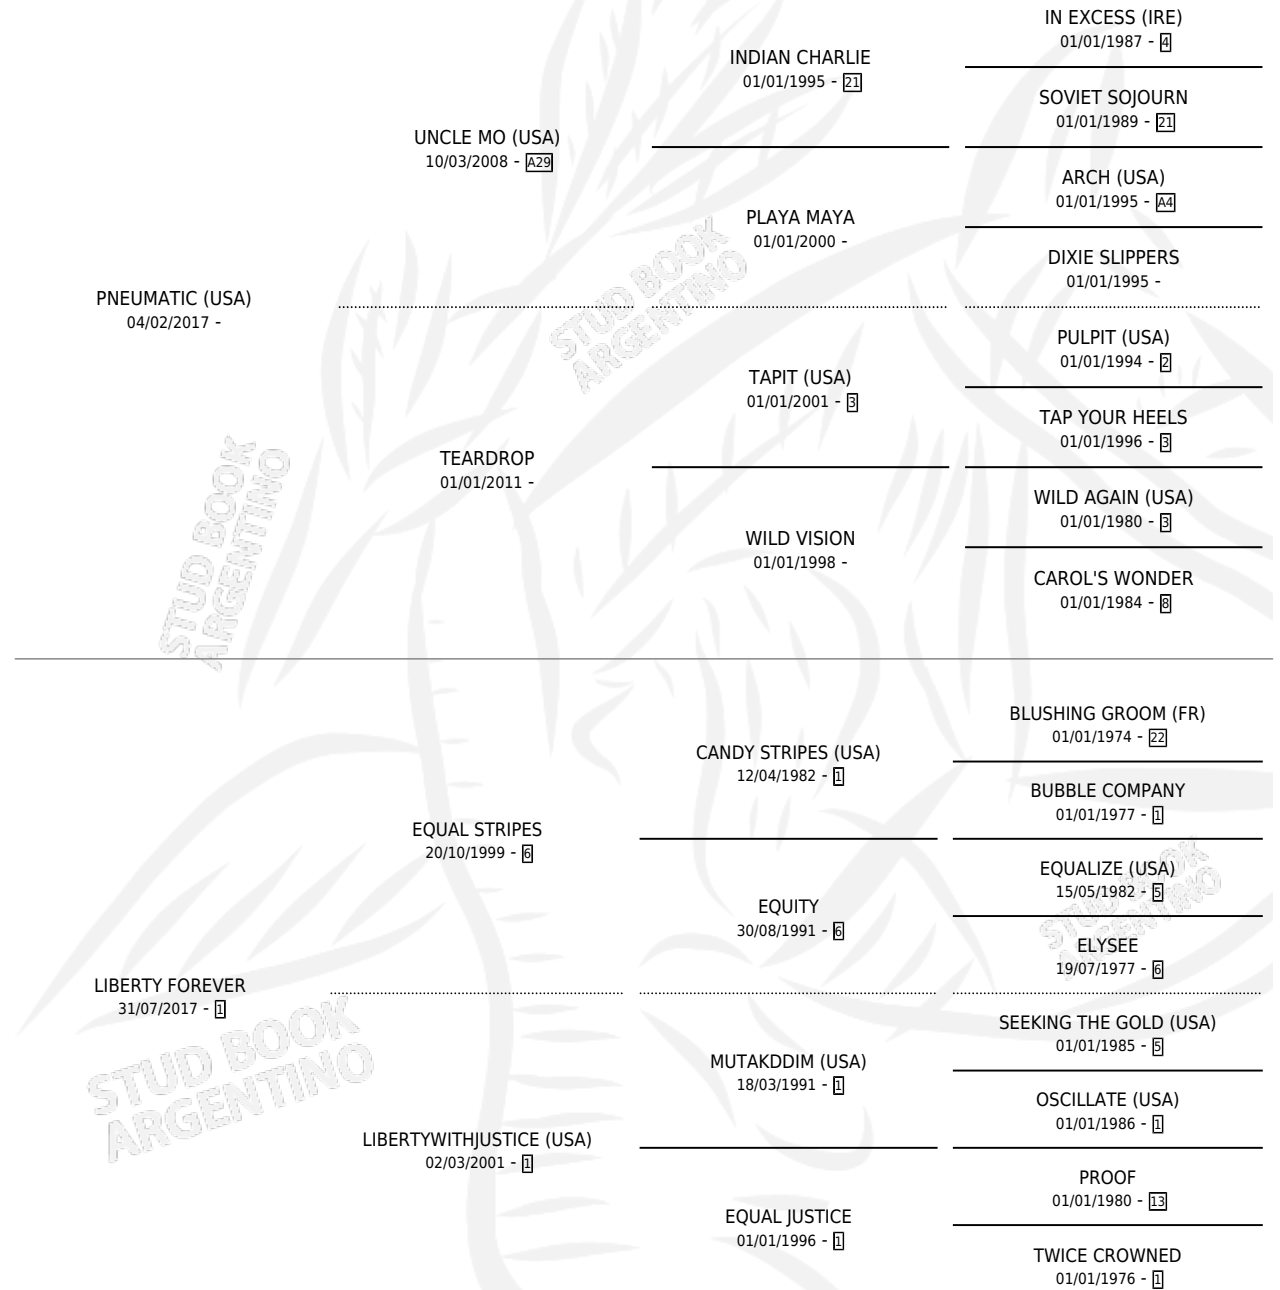 IN EXCESS (IRE)
01/01/1987 - 4
INDIAN CHARLIE
01/01/1995 - 21
SOVIET SOJOURN
01/01/1989 - 21
UNCLE MO (USA)
10/03/2008 - A29
ARCH (USA)
01/01/1995 - A4
PLAYA MAYA
01/01/2000 -
DIXIE SLIPPERS
01/01/1995 -
PNEUMATIC (USA)
04/02/2017 -
PULPIT (USA)
01/01/1994 - 2
TAPIT (USA)
01/01/2001 - 3
TAP YOUR HEELS
01/01/1996 - 3
TEARDROP
01/01/2011 -
WILD AGAIN (USA)
01/01/1980 - 3
WILD VISION
01/01/1998 -
CAROL'S WONDER
01/01/1984 - 8
BLUSHING GROOM (FR)
01/01/1974 - 22
CANDY STRIPES (USA)
12/04/1982 - 1
BUBBLE COMPANY
01/01/1977 - 1
EQUAL STRIPES
20/10/1999 - 6
EQUALIZE (USA)
15/05/1982 - 5
EQUITY
30/08/1991 - 6
ELYSEE
19/07/1977 - 6
LIBERTY FOREVER
31/07/2017 - 1
SEEKING THE GOLD (USA)
01/01/1985 - 5
MUTAKDDIM (USA)
18/03/1991 - 1
OSCILLATE (USA)
01/01/1986 - 1
LIBERTYWITHJUSTICE (USA)
02/03/2001 - 1
PROOF
01/01/1980 - 13
EQUAL JUSTICE
01/01/1996 - 1
TWICE CROWNED
01/01/1976 - 1
STUD BOOK
ARGENTINO
STUD BOOK
ARGENTINO
STUD BOOK
ARGENTINO
STUD BOOK
ARGENTINO